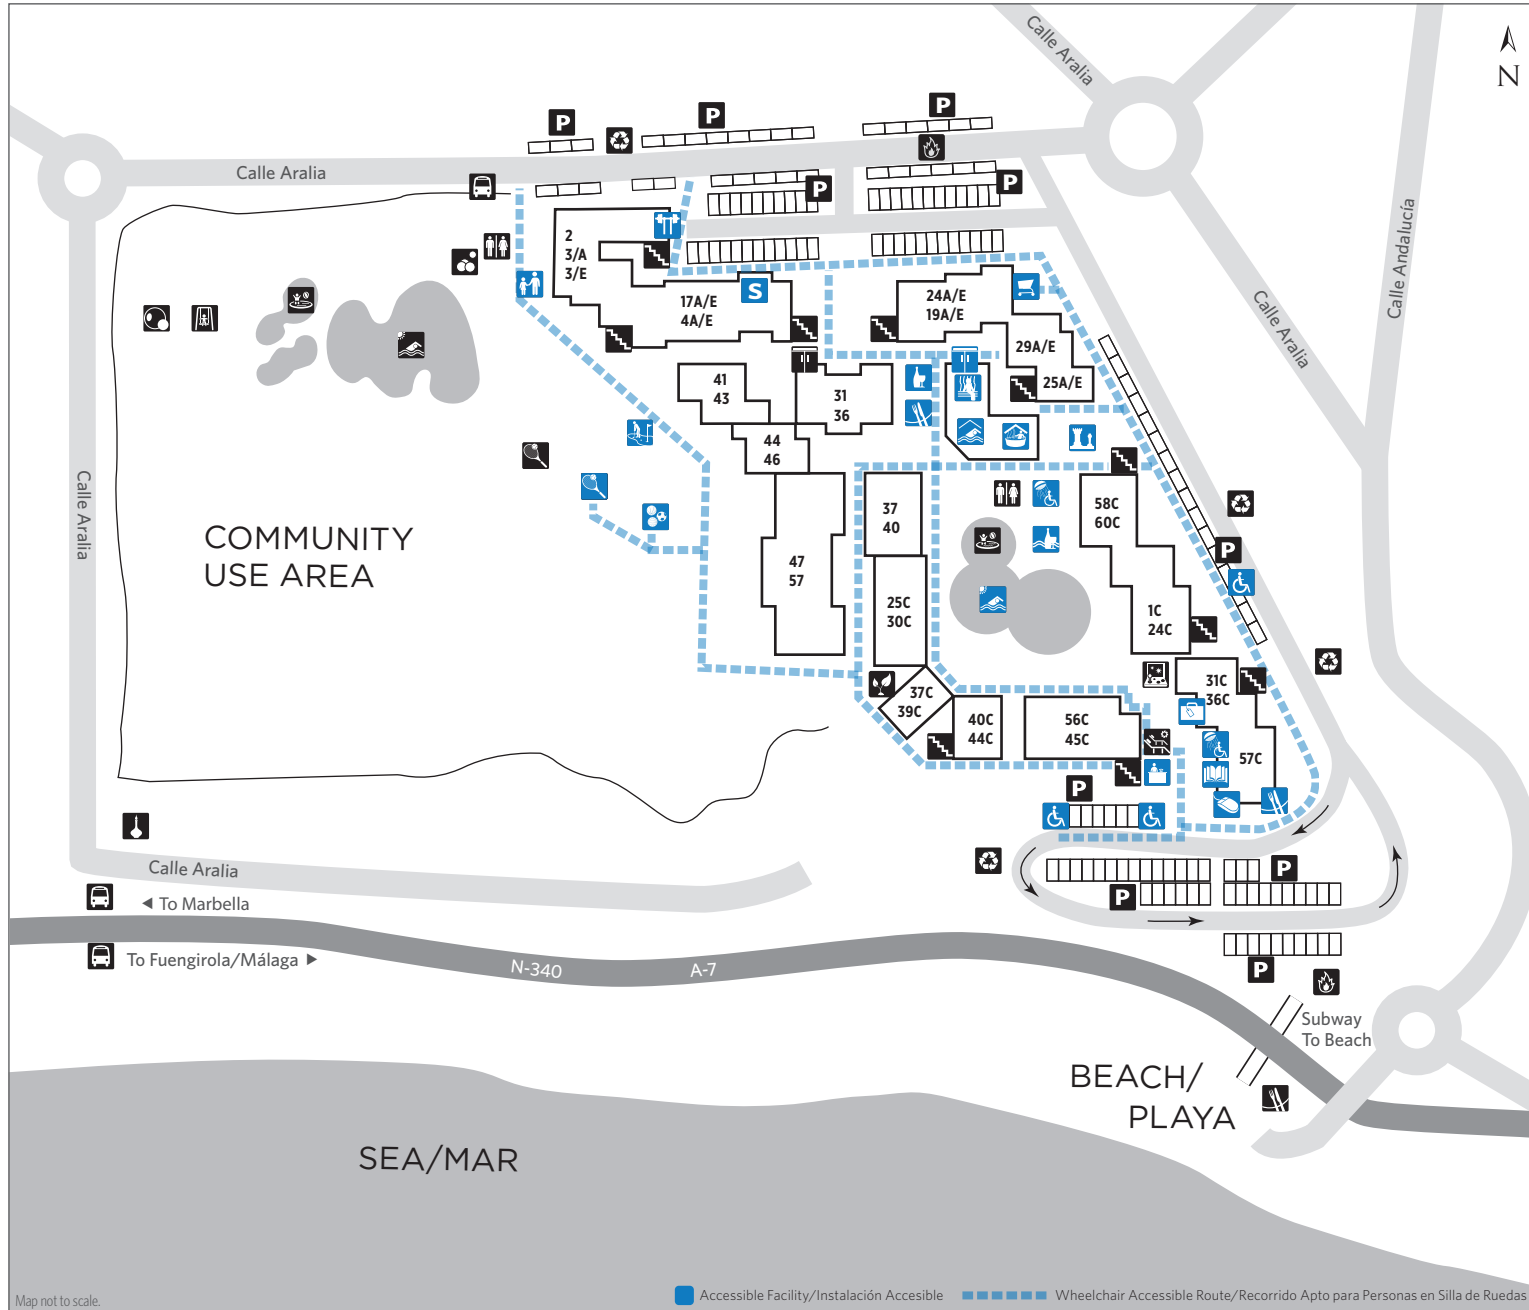 Calle Aralia
N
P
P
P
Calle Aralia
P
P
Calle Andalucía
2
3/A
3/E
17A/E
4A/E
S
24A/E
19A/E
Calle Aralia
29A/E
25A/E
41
43
31
36
44
46
Calle Aralia
COMMUNITY
USE AREA
37
40
58C
60C
P
47
57
25C
30C
1C
24C
31C
36C
37C
39C
40C
44C
56C
45C
57C
P
Calle Aralia
P
P
To Marbella
To Fuengirola/Málaga
N-340
A-7
P
Subway
To Beach
BEACH/
PLAYA
SEA/MAR
Map not to scale.
Accessible Facility/Instalación Accesible
Wheelchair Accessible Route/Recorrido Apto para Personas en Silla de Ruedas